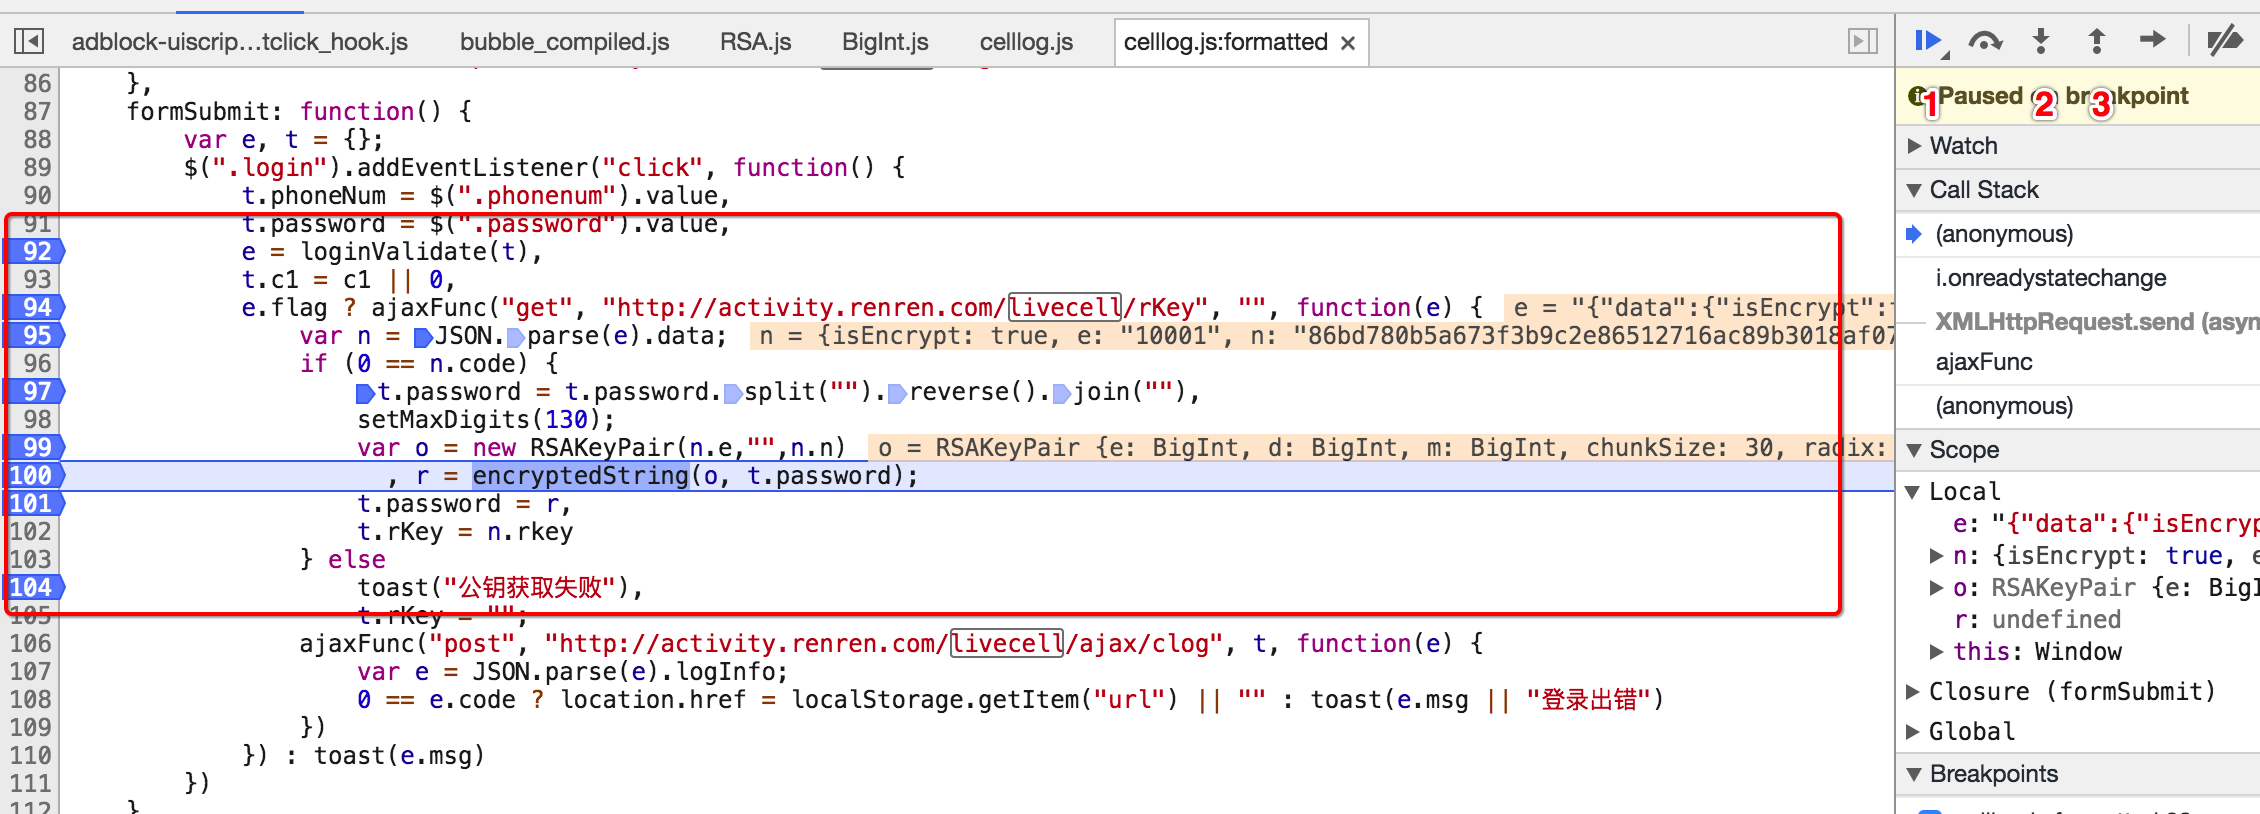 adblock-uiscrip…tclick_hook.js bubble_compiled.js RSA.js BigInt.js celllog.js celllog.js:formatted ×
86 },
87 formSubmit: function() {
88 var e, t = {};
89 $(".login").addEventListener("click", function() {
90 t.phoneNum = $(".phonenum").value,
91 t.password = $(".password").value,
92 e = loginValidate(t),
93 t.c1 = c1 || 0,
94 e.flag ? ajaxFunc("get", "http://activity.renren.com/livecell/rKey", "", function(e) { e = "{"data":{"isEncrypt":
95 var n = JSON.parse(e).data; n = {isEncrypt: true, e: "10001", n: "86bd780b5a673f3b9c2e86512716ac89b3018af07
96 if (0 == n.code) {
97 t.password = t.password.split("").reverse().join(""),
98 setMaxDigits(130);
99 var o = new RSAKeyPair(n.e,"",n.n) o = RSAKeyPair {e: BigInt, d: BigInt, m: BigInt, chunkSize: 30, radix:
100 , r = encryptedString(o, t.password);
101 t.password = r,
102 t.rKey = n.rkey
103 } else
104 toast("公钥获取失败"),
105 t.rKey = "";
106 ajaxFunc("post", "http://activity.renren.com/livecell/ajax/clog", t, function(e) {
107 var e = JSON.parse(e).logInfo;
108 0 == e.code ? location.href = localStorage.getItem("url") || "" : toast(e.msg || "登录出错")
109 })
110 }) : toast(e.msg)
111 })
112 }
Paused breakpoint
1 2 3
Watch
Call Stack
(anonymous)
i.onreadystatechange
XMLHttpRequest.send (asyn
ajaxFunc
(anonymous)
Scope
Local
e: "{"data":{"isEncryp
n: {isEncrypt: true, e
o: RSAKeyPair {e: BigI
r: undefined
this: Window
Closure (formSubmit)
Global
Breakpoints